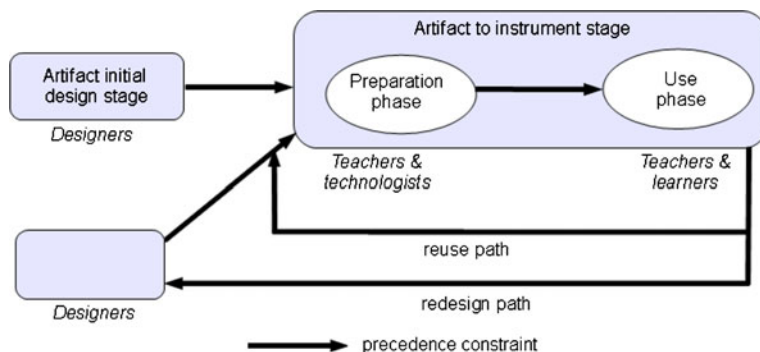 Artifact to instrument stage
Artifact initial
design stage
Preparation
phase
Use
phase
Designers
Teachers &
technologists
Teachers &
learners
reuse path
Designers
redesign path
precedence constraint